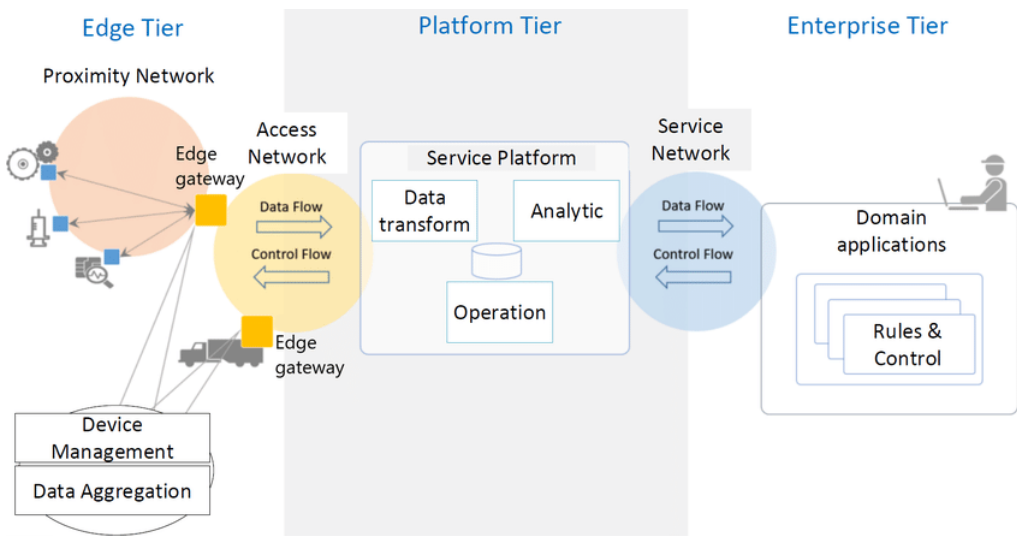 Edge Tier
Platform Tier
Enterprise Tier
Proximity Network
Edge
gateway
Access
Network
Data Flow
Control Flow
Edge
gateway
Device
Management
Data Aggregation
Service Platform
Data
transform
Analytic
Operation
Service
Network
Data Flow
Control Flow
Domain
applications
Rules &
Control